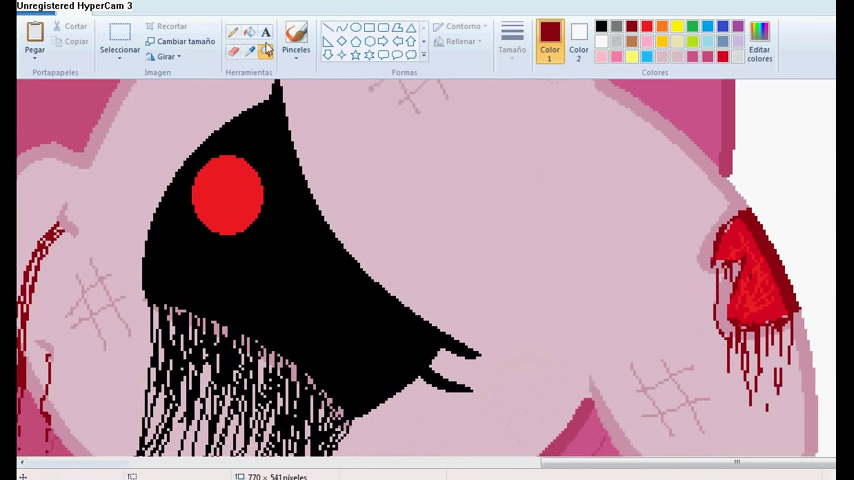 Unregistered HyperCam 3
Pegar
Cortar
Copiar
Portapapeles
Seleccionar
Recortar
Cambiar tamaño
Girar
Imagen
A
Herramientas
Pinceles
Contorno
Rellenar
Formas
Tamaño
Color
1
Color
2
Editar
colores
Colores
770 × 541píxeles